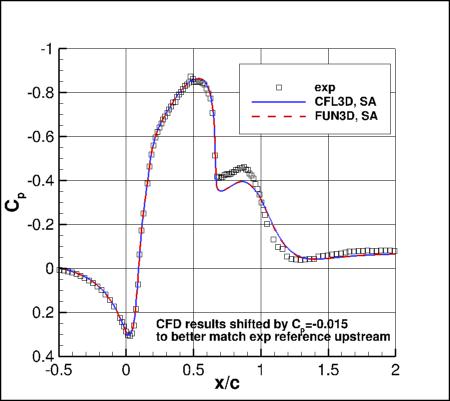 -1
-0.8
-0.6
-0.4
-0.2
0
0.2
0.4
Cp
exp
CFL3D, SA
FUN3D, SA
CFD results shifted by Cp=-0.015
to better match exp reference upstream
-0.5 0 0.5 1 1.5 2
x/c